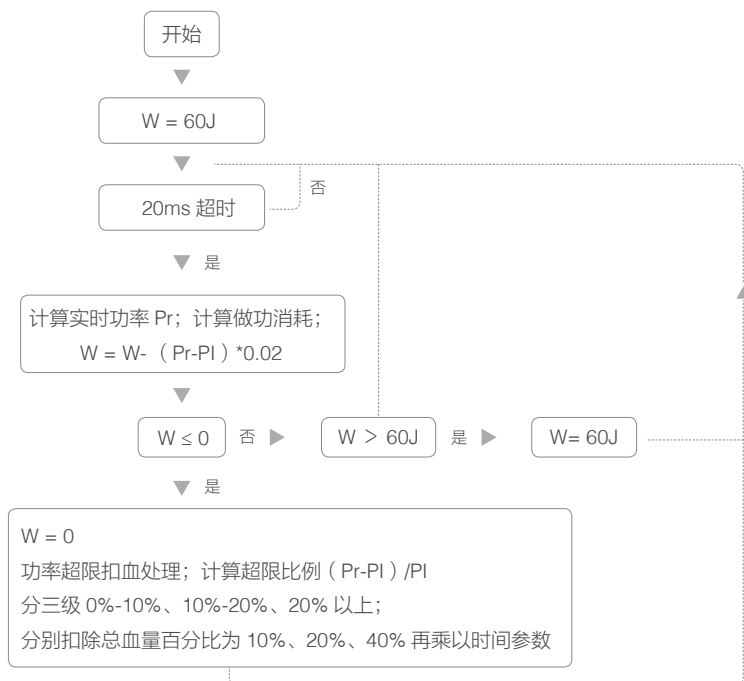 开始
W = 60J
20ms 超时
否
是
计算实时功率 Pr；计算做功消耗；
W = W- （Pr-PI）*0.02
W ≤ 0
否
W ＞ 60J
是
W= 60J
是
W = 0
功率超限扣血处理；计算超限比例（Pr-PI）/PI
分三级 0%-10%、10%-20%、20% 以上；
分别扣除总血量百分比为 10%、20%、40% 再乘以时间参数